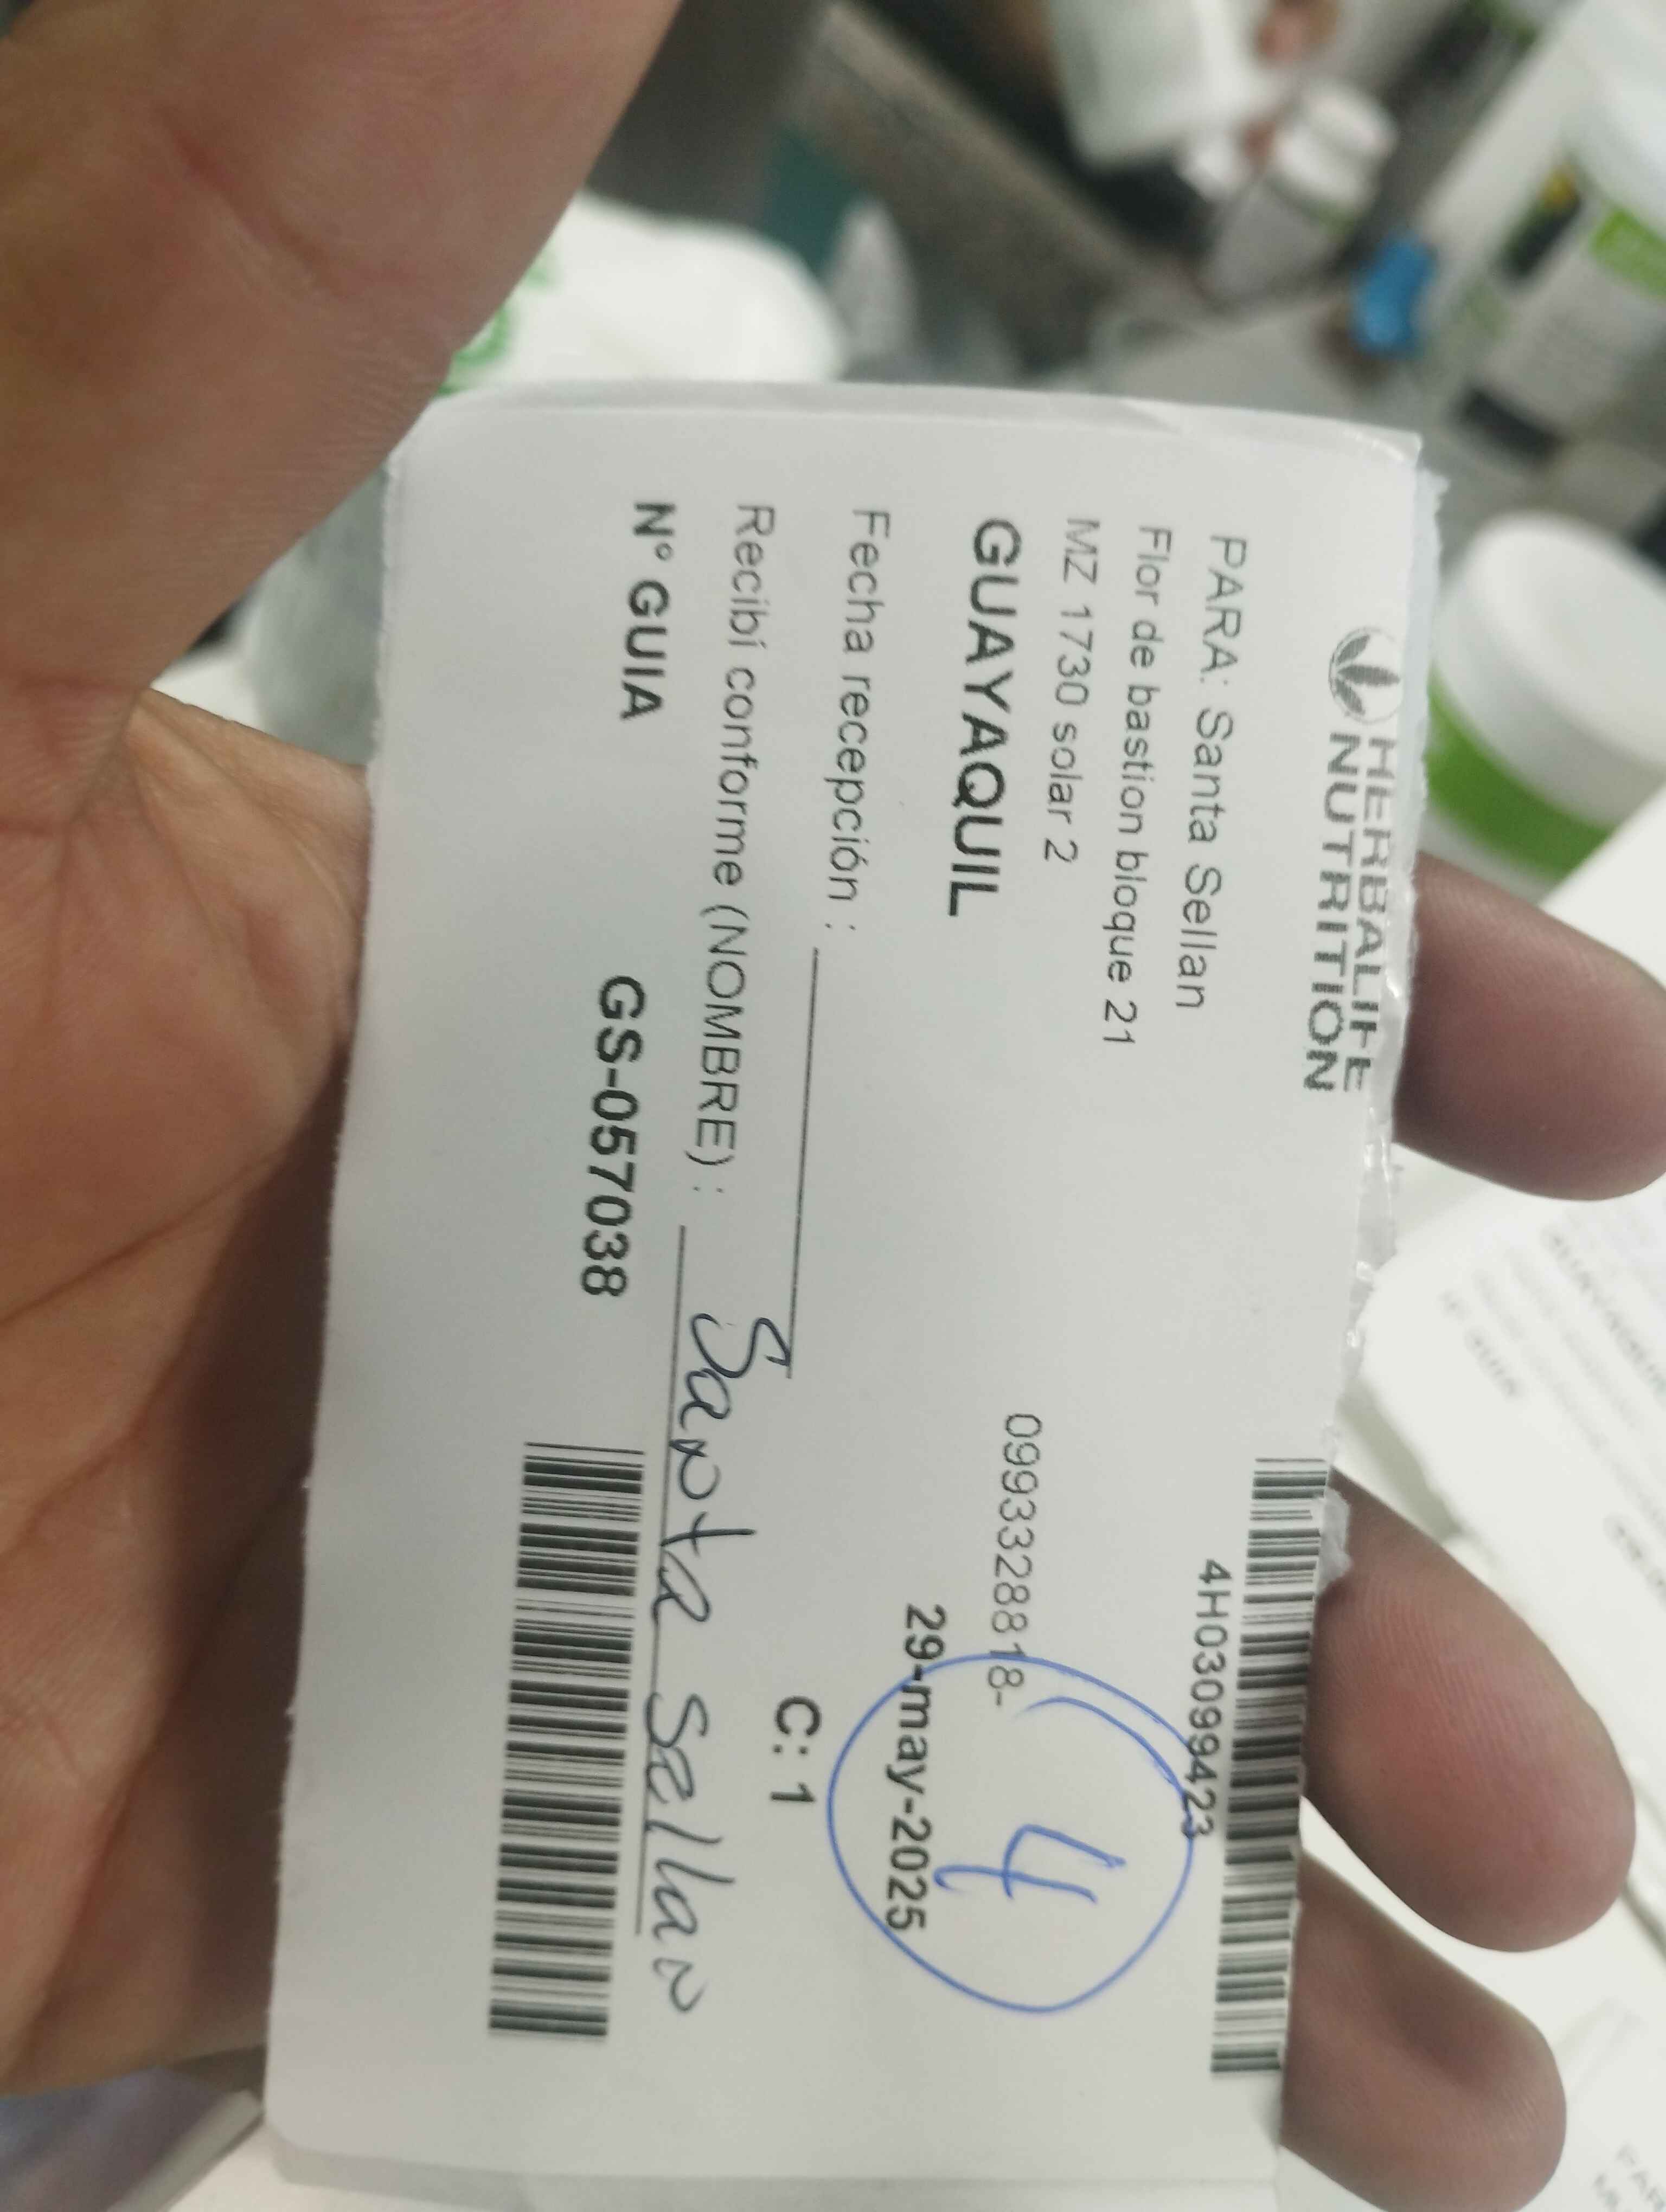 HERBALIFE
NUTRITION
4H03099423
PARA: Santa Sellan
Flor de bastion bloque 21
MZ 1730 solar 2
0993328818-
GUAYAQUIL
29-may-2025
4
Fecha recepción :
C: 1
Recibí conforme (NOMBRE) : Santa Sellan
N° GUIA GS-057038